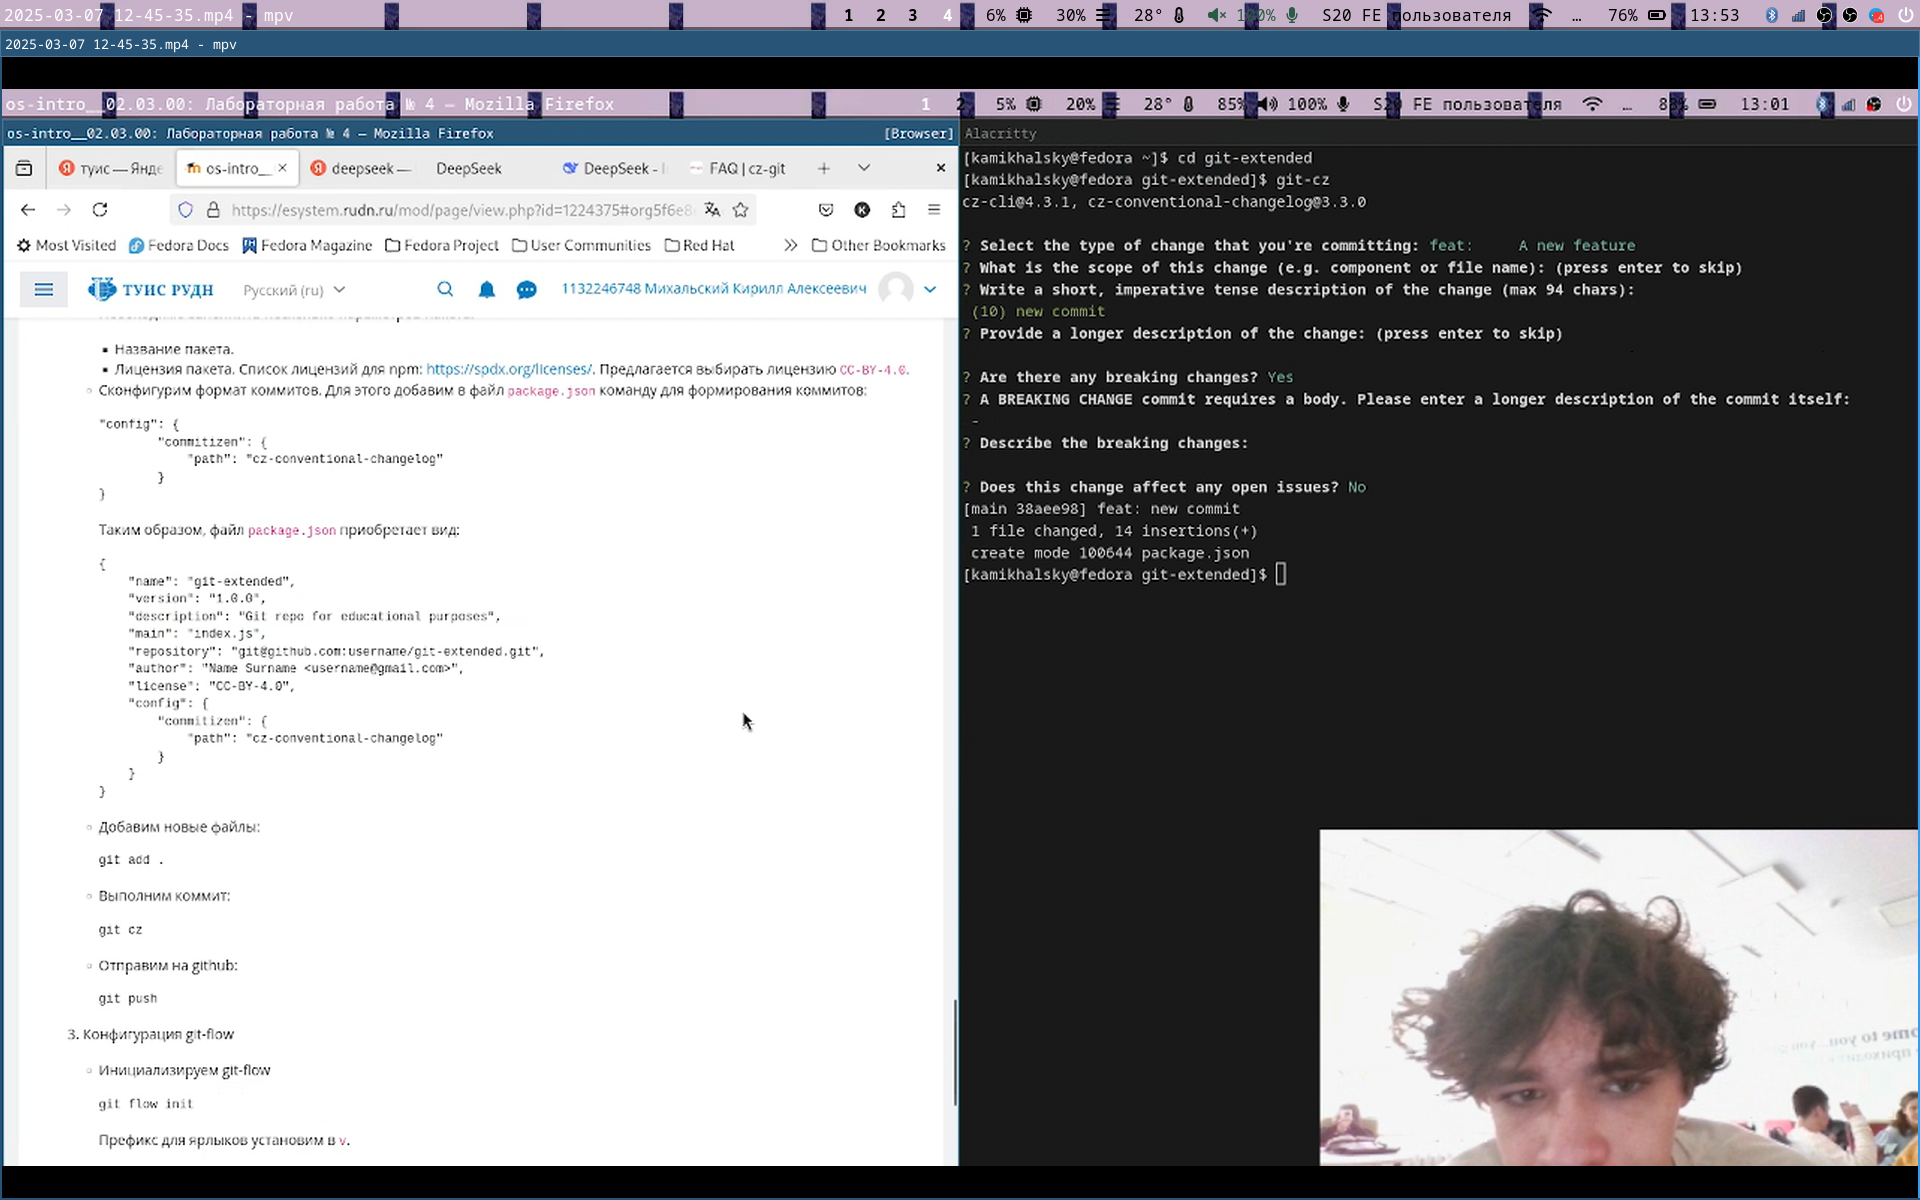 2025-03-07 12-45-35.mp4 - mpv
1 2 3 4 6% 30% 28° S20 FE пользователя … 76% 13:53
2025-03-07 12-45-35.mp4 - mpv
os-intro__02.03.00: Лабораторная работа № 4 — Mozilla Firefox
1 2 5% 20% 28° 85% 100% S20 FE пользователя … 13:01
os-intro__02.03.00: Лабораторная работа № 4 — Mozilla Firefox [Browser]
туис — Янде
os-intro__
deepseek —
DeepSeek
DeepSeek - I
FAQ | cz-git
https://esystem.rudn.ru/mod/page/view.php?id=1224375#org5f6e8
Most Visited Fedora Docs Fedora Magazine Fedora Project User Communities Red Hat Other Bookmarks
ТУИС РУДН Русский (ru) 1132246748 Михальский Кирилл Алексеевич
Название пакета.
Лицензия пакета. Список лицензий для npm: https://spdx.org/licenses/. Предлагается выбирать лицензию CC-BY-4.0.
Сконфигурим формат коммитов. Для этого добавим в файл package.json команду для формирования коммитов:
"config": {
"commitizen": {
"path": "cz-conventional-changelog"
}
}
Таким образом, файл package.json приобретает вид:
{
"name": "git-extended",
"version": "1.0.0",
"description": "Git repo for educational purposes",
"main": "index.js",
"repository": "git@github.com:username/git-extended.git",
"author": "Name Surname <username@gmail.com>",
"license": "CC-BY-4.0",
"config": {
"commitizen": {
"path": "cz-conventional-changelog"
}
}
}
Добавим новые файлы:
git add .
Выполним коммит:
git cz
Отправим на github:
git push
3. Конфигурация git-flow
Инициализируем git-flow
git flow init
Префикс для ярлыков установим в v.
Alacritty
[kamikhalsky@fedora ~]$ cd git-extended
[kamikhalsky@fedora git-extended]$ git-cz
cz-cli@4.3.1, cz-conventional-changelog@3.3.0
? Select the type of change that you're committing: feat: A new feature
? What is the scope of this change (e.g. component or file name): (press enter to skip)
? Write a short, imperative tense description of the change (max 94 chars):
(10) new commit
? Provide a longer description of the change: (press enter to skip)
? Are there any breaking changes? Yes
? A BREAKING CHANGE commit requires a body. Please enter a longer description of the commit itself:
-
? Describe the breaking changes:
? Does this change affect any open issues? No
[main 38aee98] feat: new commit
1 file changed, 14 insertions(+)
create mode 100644 package.json
[kamikhalsky@fedora git-extended]$